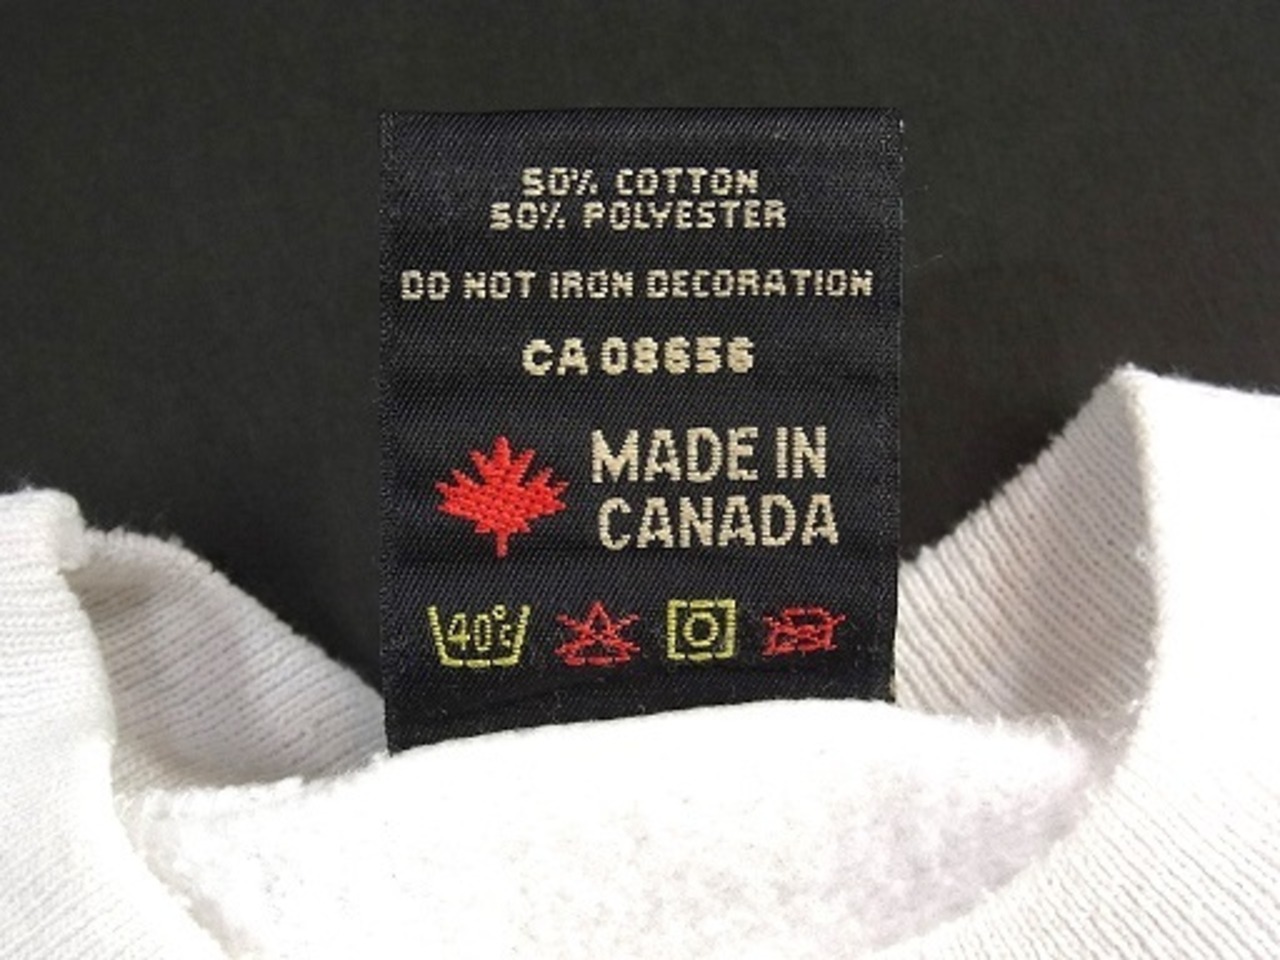 50% COTTON
50% POLYESTER
DO NOT IRON DECORATION
CA 08656
MADE IN
CANADA
40°c